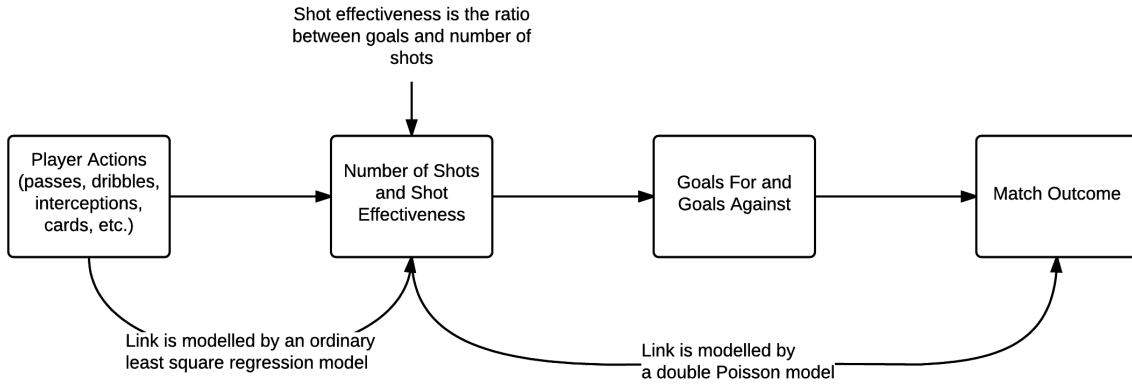 Shot effectiveness is the ratio
between goals and number of
shots
Player Actions
(passes, dribbles,
interceptions,
cards, etc.)
Number of Shots
and Shot
Effectiveness
Goals For and
Goals Against
Match Outcome
Link is modelled by an ordinary
least square regression model
Link is modelled by
a double Poisson model